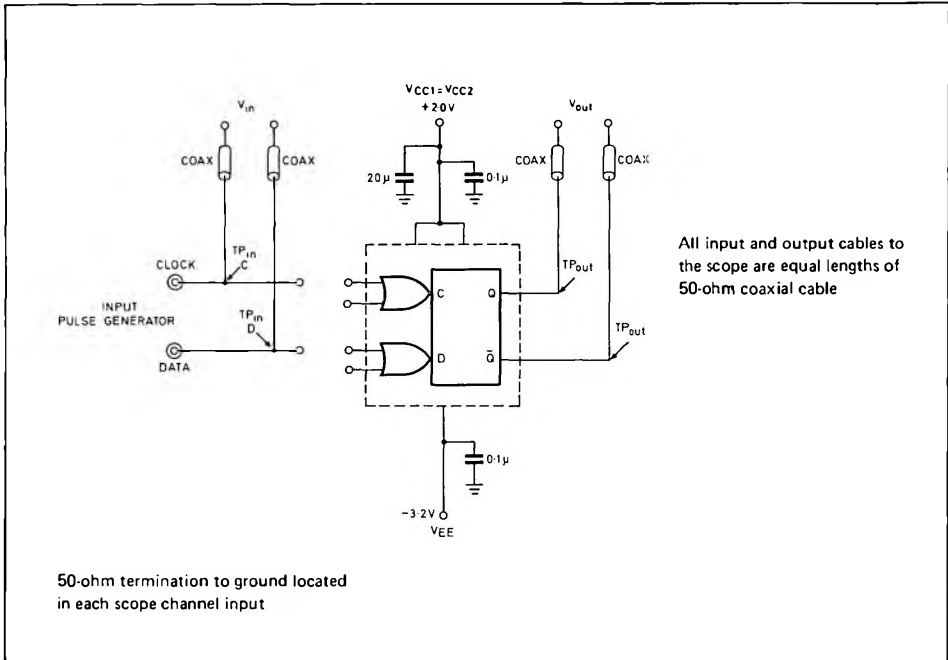 VCC1 = VCC2
+2.0V
Vin
Vout
COAX
COAX
COAX
COAX
20μ
0·1μ
TPin
C
CLOCK
INPUT
PULSE GENERATOR
TPin
D
DATA
C
Q
D
Q̄
TPout
TPout
All input and output cables to
the scope are equal lengths of
50-ohm coaxial cable
0·1μ
−3·2V
VEE
50-ohm termination to ground located
in each scope channel input